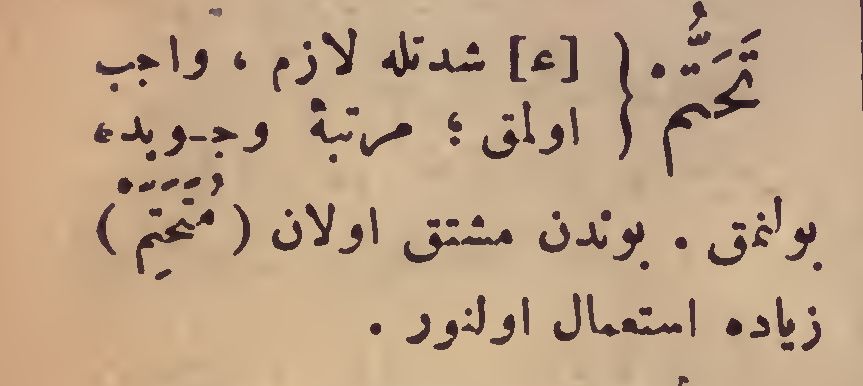 تَحَتُّم. { [ع] شدتله لازم ، واجب
اولمق ؛ مرتبهٔ وجوبده
بولنمق . بوندن مشتق اولان ( مُتَحَتِّم )
زیاده استعمال اولنور .